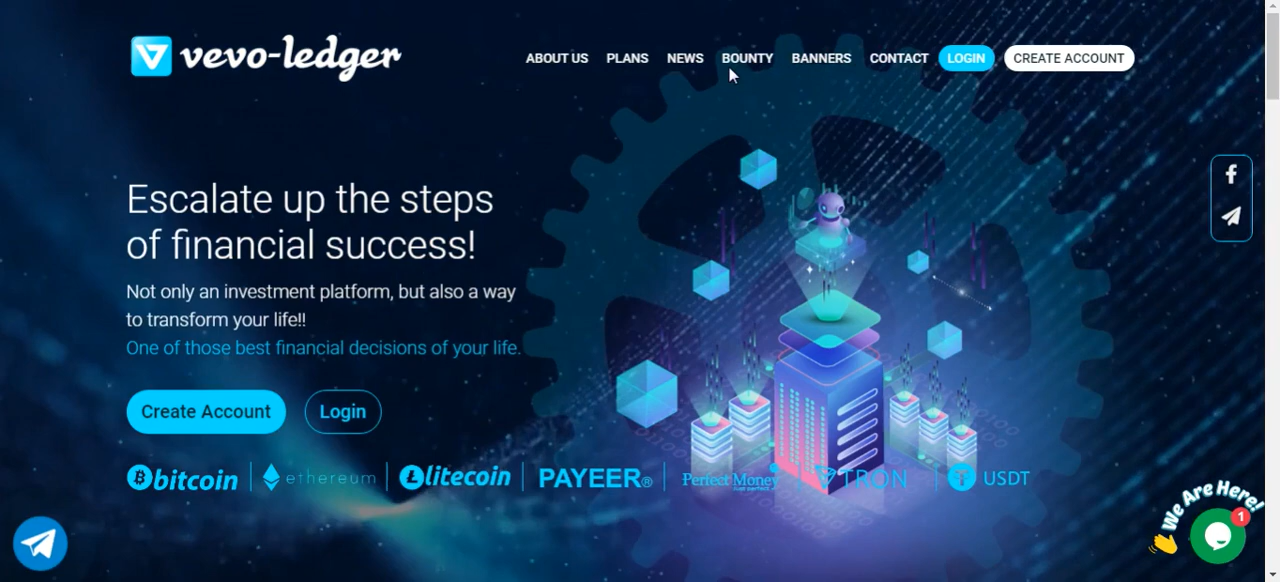 vevo-ledger
ABOUT US PLANS NEWS BOUNTY BANNERS CONTACT LOGIN CREATE ACCOUNT
Escalate up the steps
of financial success!
Not only an investment platform, but also a way
to transform your life!!
One of those best financial decisions of your life.
Create Account Login
bitcoin ethereum litecoin PAYEER® Perfect Money TRON USDT
We Are Here!
1